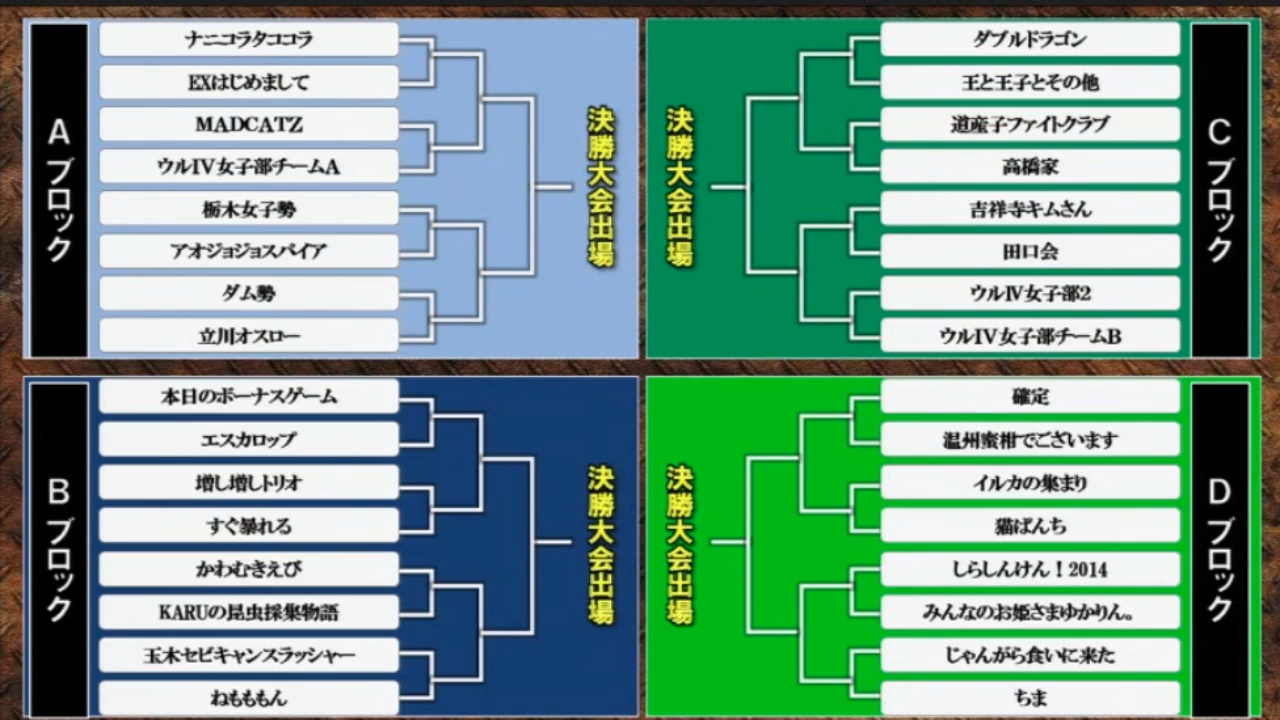 Aブロック
ナニコラタココラ
EXはじめまして
MADCATZ
ウルIV女子部チームA
栃木女子勢
アオジョジョスパイア
ダム勢
立川オスロー
決勝大会出場
決勝大会出場
ダブルドラゴン
王と王子とその他
道産子ファイトクラブ
高橋家
吉祥寺キムさん
田口会
ウルⅣ女子部2
ウルIV女子部チームB
Cブロック
Bブロック
本日のボーナスゲーム
エスカロップ
増し増しトリオ
すぐ暴れる
かわむきえび
KARUの昆虫採集物語
玉木セビキャンスラッシャー
ねもももん
決勝大会出場
決勝大会出場
確定
温州蜜柑でございます
イルカの集まり
猫ぱんち
しらしんけん！2014
みんなのお姫さまゆかりん。
じゃんがら食いに来た
ちま
Dブロック